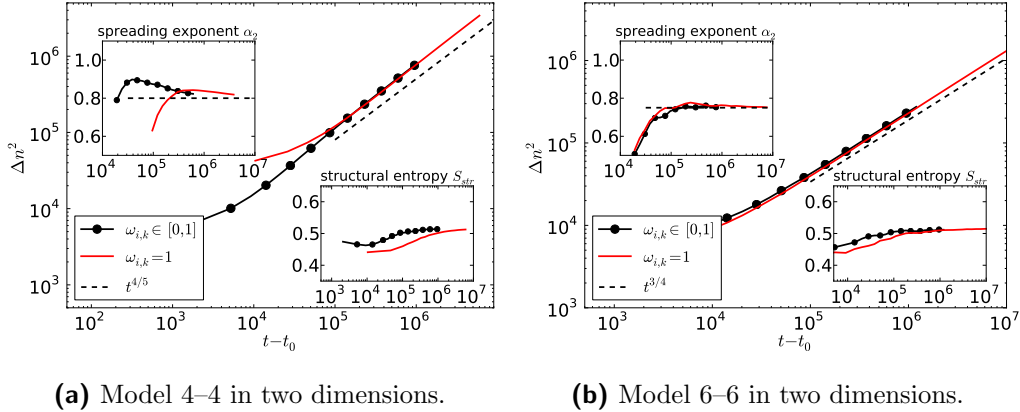 spreading exponent α₂
1.0
0.8
0.6
10⁴ 10⁵ 10⁶ 10⁷
10⁶
10⁵
10⁴
10³
Δn²
structural entropy S_str
0.6
0.5
0.4
10³ 10⁴ 10⁵ 10⁶ 10⁷
ω_{i,k} ∈ [0,1]
ω_{i,k}=1
t^{4/5}
10² 10³ 10⁴ 10⁵ 10⁶
t−t₀
(a) Model 4–4 in two dimensions.
spreading exponent α₂
1.0
0.8
0.6
10⁴ 10⁵ 10⁶ 10⁷
10⁶
10⁵
10⁴
10³
Δn²
structural entropy S_str
0.6
0.5
0.4
10⁴ 10⁵ 10⁶ 10⁷
ω_{i,k} ∈ [0,1]
ω_{i,k}=1
t^{3/4}
10³ 10⁴ 10⁵ 10⁶ 10⁷
t−t₀
(b) Model 6–6 in two dimensions.